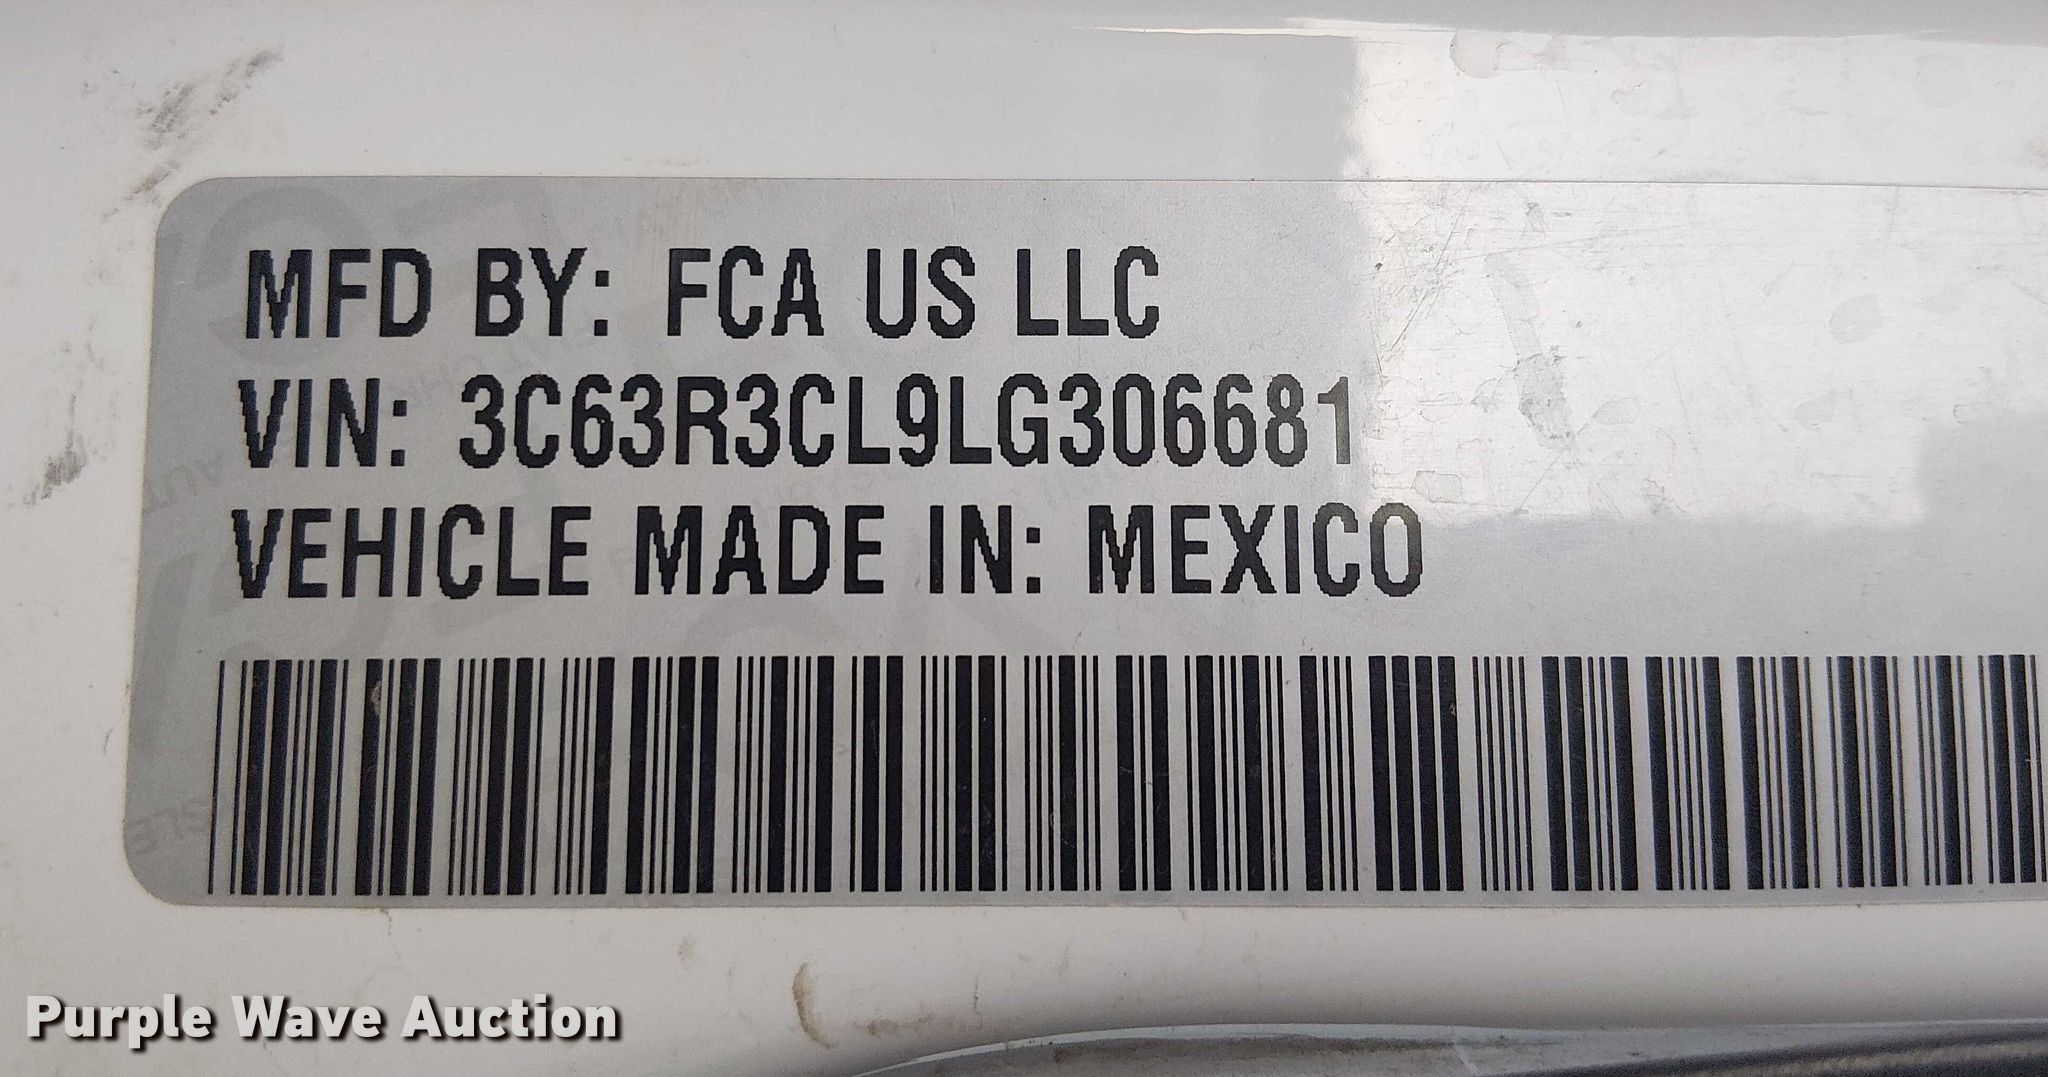 MFD BY: FCA US LLC
VIN: 3C63R3CL9LG306681
VEHICLE MADE IN: MEXICO
Purple Wave Auction